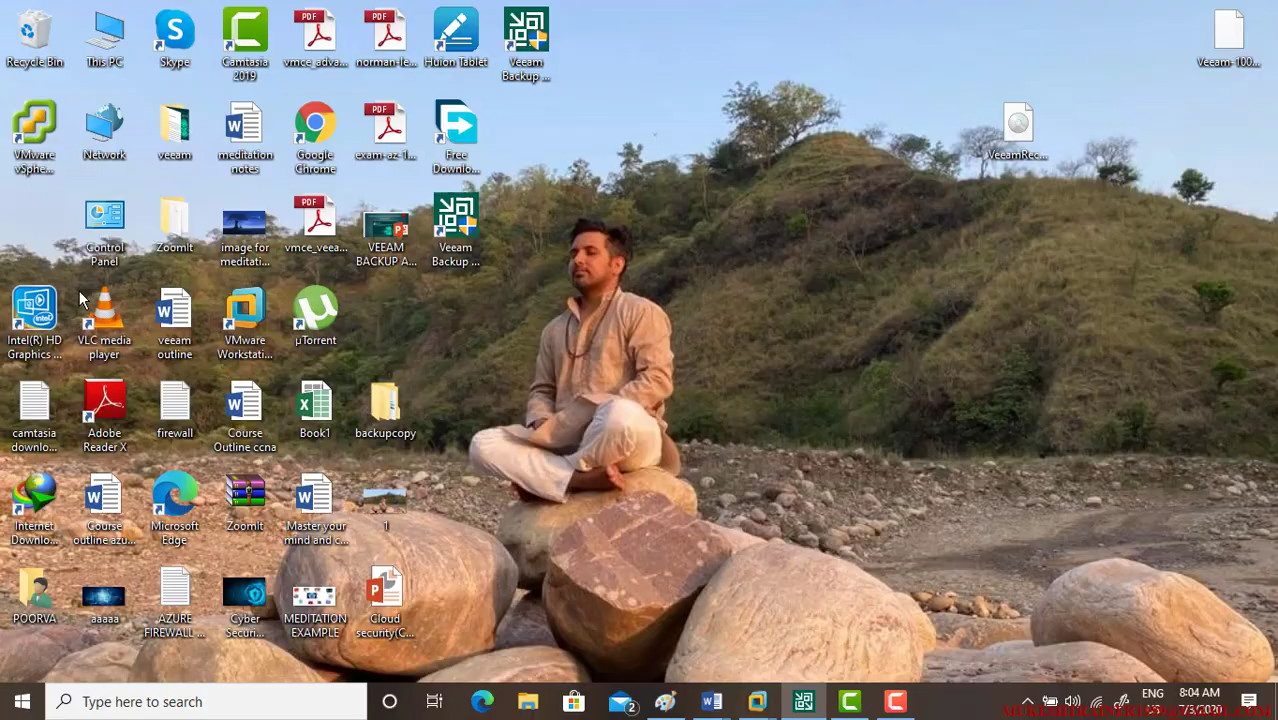 Recycle Bin
This PC
Skype
Camtasia
2019
PDF
vmce_adva...
PDF
norman-le...
Huion Tablet
Veeam
Backup ...
Veeam-100...
VMware
vSphe...
Network
veeam
meditation
notes
Google
Chrome
PDF
exam-az-1...
Free
Downlo...
VeeamRec...
Control
Panel
ZoomIt
image for
meditati...
PDF
vmce_veea...
VEEAM
BACKUP A...
Veeam
Backup ...
Intel(R) HD
Graphics ...
VLC media
player
veeam
outline
VMware
Workstati...
µTorrent
camtasia
downlo...
Adobe
Reader X
firewall
Course
Outline ccna
Book1
backupcopy
Internet
Downlo...
Course
outline azu...
Microsoft
Edge
ZoomIt
Master your
mind and c...
1
POORVA
aaaaa
AZURE
FIREWALL ...
Cyber
Securi...
MEDITATION
EXAMPLE
Cloud
security(C...
Type here to search
2
ENG
US
8:04 AM
7/3/2020